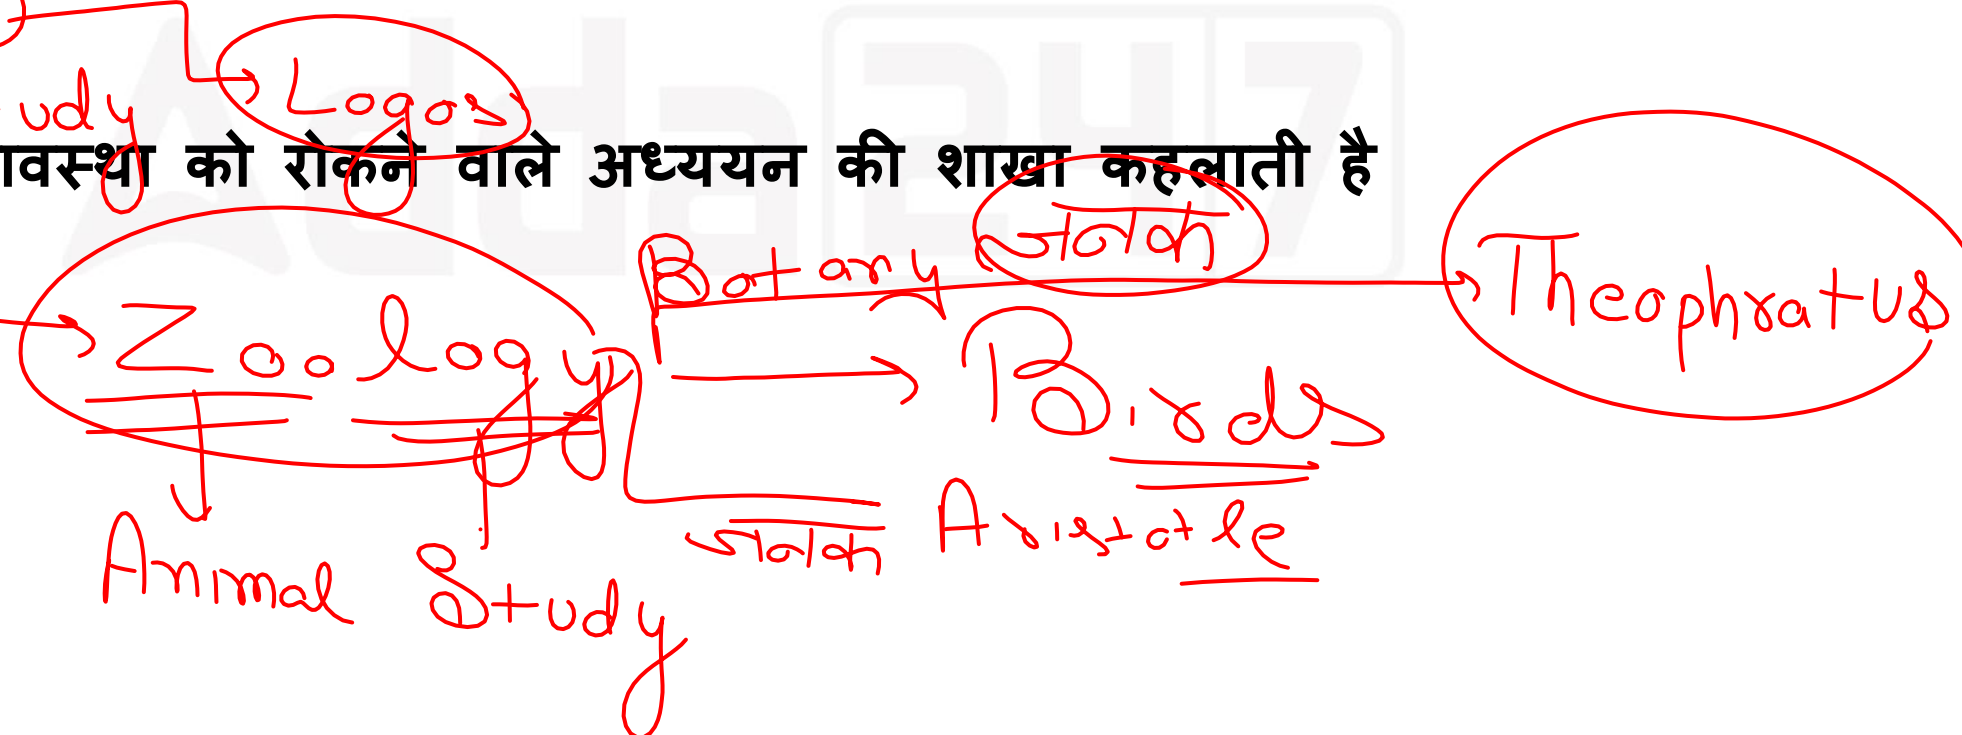 Logos
udy
ावस्था को रोकने वाले अध्ययन की शाखा कहलाती है
Botany जनक Theophratus
Zoology
Birds
जनक Aristotle
Animal Study